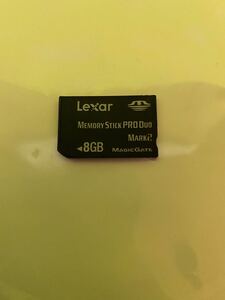 Lexar
MEMORY STICK PRO DUO
MARK2
◄8GB MAGICGATE